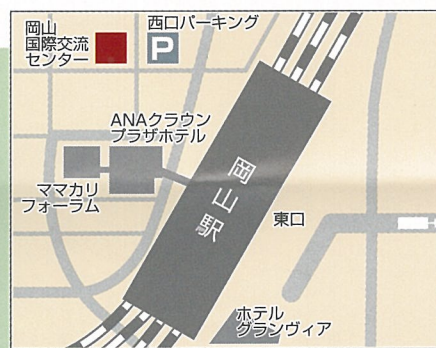 岡山
国際交流
センター
西口パーキング
P
ANAクラウン
プラザホテル
ママカリ
フォーラム
岡山駅
東口
ホテル
グランヴィア